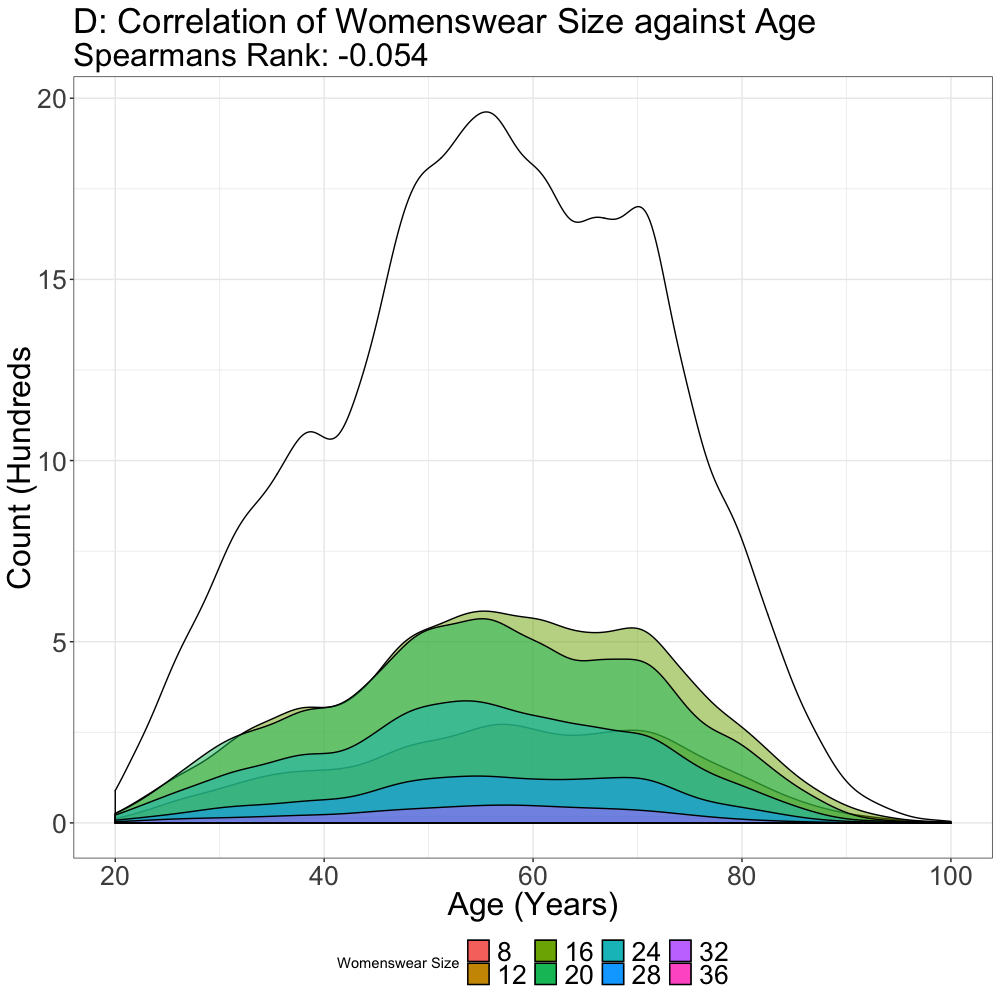 D: Correlation of Womenswear Size against Age
Spearmans Rank: -0.054
20
15
10
5
0
Count (Hundreds
20 40 60 80 100
Age (Years)
Womenswear Size
8 16 24 32
12 20 28 36